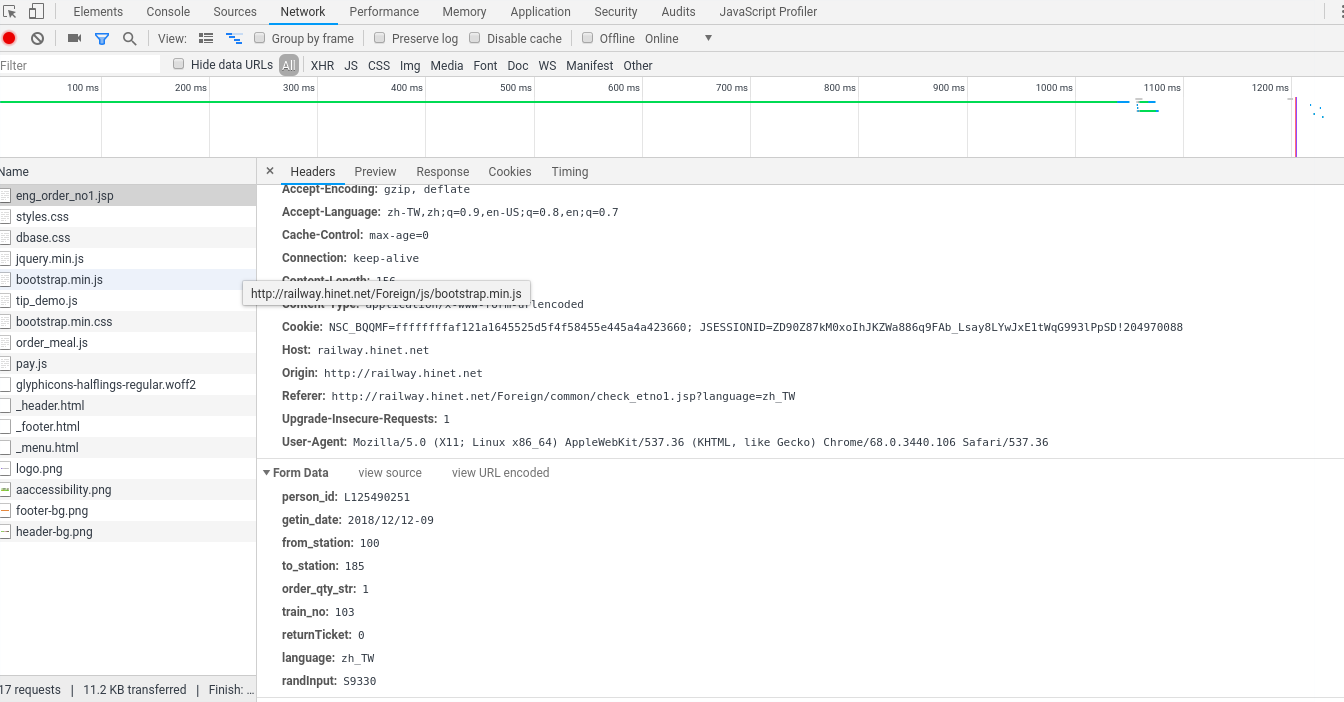 Elements Console Sources Network Performance Memory Application Security Audits JavaScript Profiler
View: Group by frame Preserve log Disable cache Offline Online
Filter Hide data URLs All XHR JS CSS Img Media Font Doc WS Manifest Other
100 ms 200 ms 300 ms 400 ms 500 ms 600 ms 700 ms 800 ms 900 ms 1000 ms 1100 ms 1200 ms
Name
eng_order_no1.jsp
styles.css
dbase.css
jquery.min.js
bootstrap.min.js
tip_demo.js
bootstrap.min.css
order_meal.js
pay.js
glyphicons-halflings-regular.woff2
_header.html
_footer.html
_menu.html
logo.png
aaccessibility.png
footer-bg.png
header-bg.png
17 requests | 11.2 KB transferred | Finish: ...
× Headers Preview Response Cookies Timing
Accept-Encoding: gzip, deflate
Accept-Language: zh-TW,zh;q=0.9,en-US;q=0.8,en;q=0.7
Cache-Control: max-age=0
Connection: keep-alive
Content-Length: 156
http://railway.hinet.net/Foreign/js/bootstrap.min.js
Content-Type: application/x-www-form-urlencoded
Cookie: NSC_BQQMF=ffffffffaf121a1645525d5f4f58455e445a4a423660; JSESSIONID=ZD90Z87kM0xoIhJKZWa886q9FAb_Lsay8LYwJxE1tWqG993lPpSD!204970088
Host: railway.hinet.net
Origin: http://railway.hinet.net
Referer: http://railway.hinet.net/Foreign/common/check_etno1.jsp?language=zh_TW
Upgrade-Insecure-Requests: 1
User-Agent: Mozilla/5.0 (X11; Linux x86_64) AppleWebKit/537.36 (KHTML, like Gecko) Chrome/68.0.3440.106 Safari/537.36
Form Data view source view URL encoded
person_id: L125490251
getin_date: 2018/12/12-09
from_station: 100
to_station: 185
order_qty_str: 1
train_no: 103
returnTicket: 0
language: zh_TW
randInput: S9330